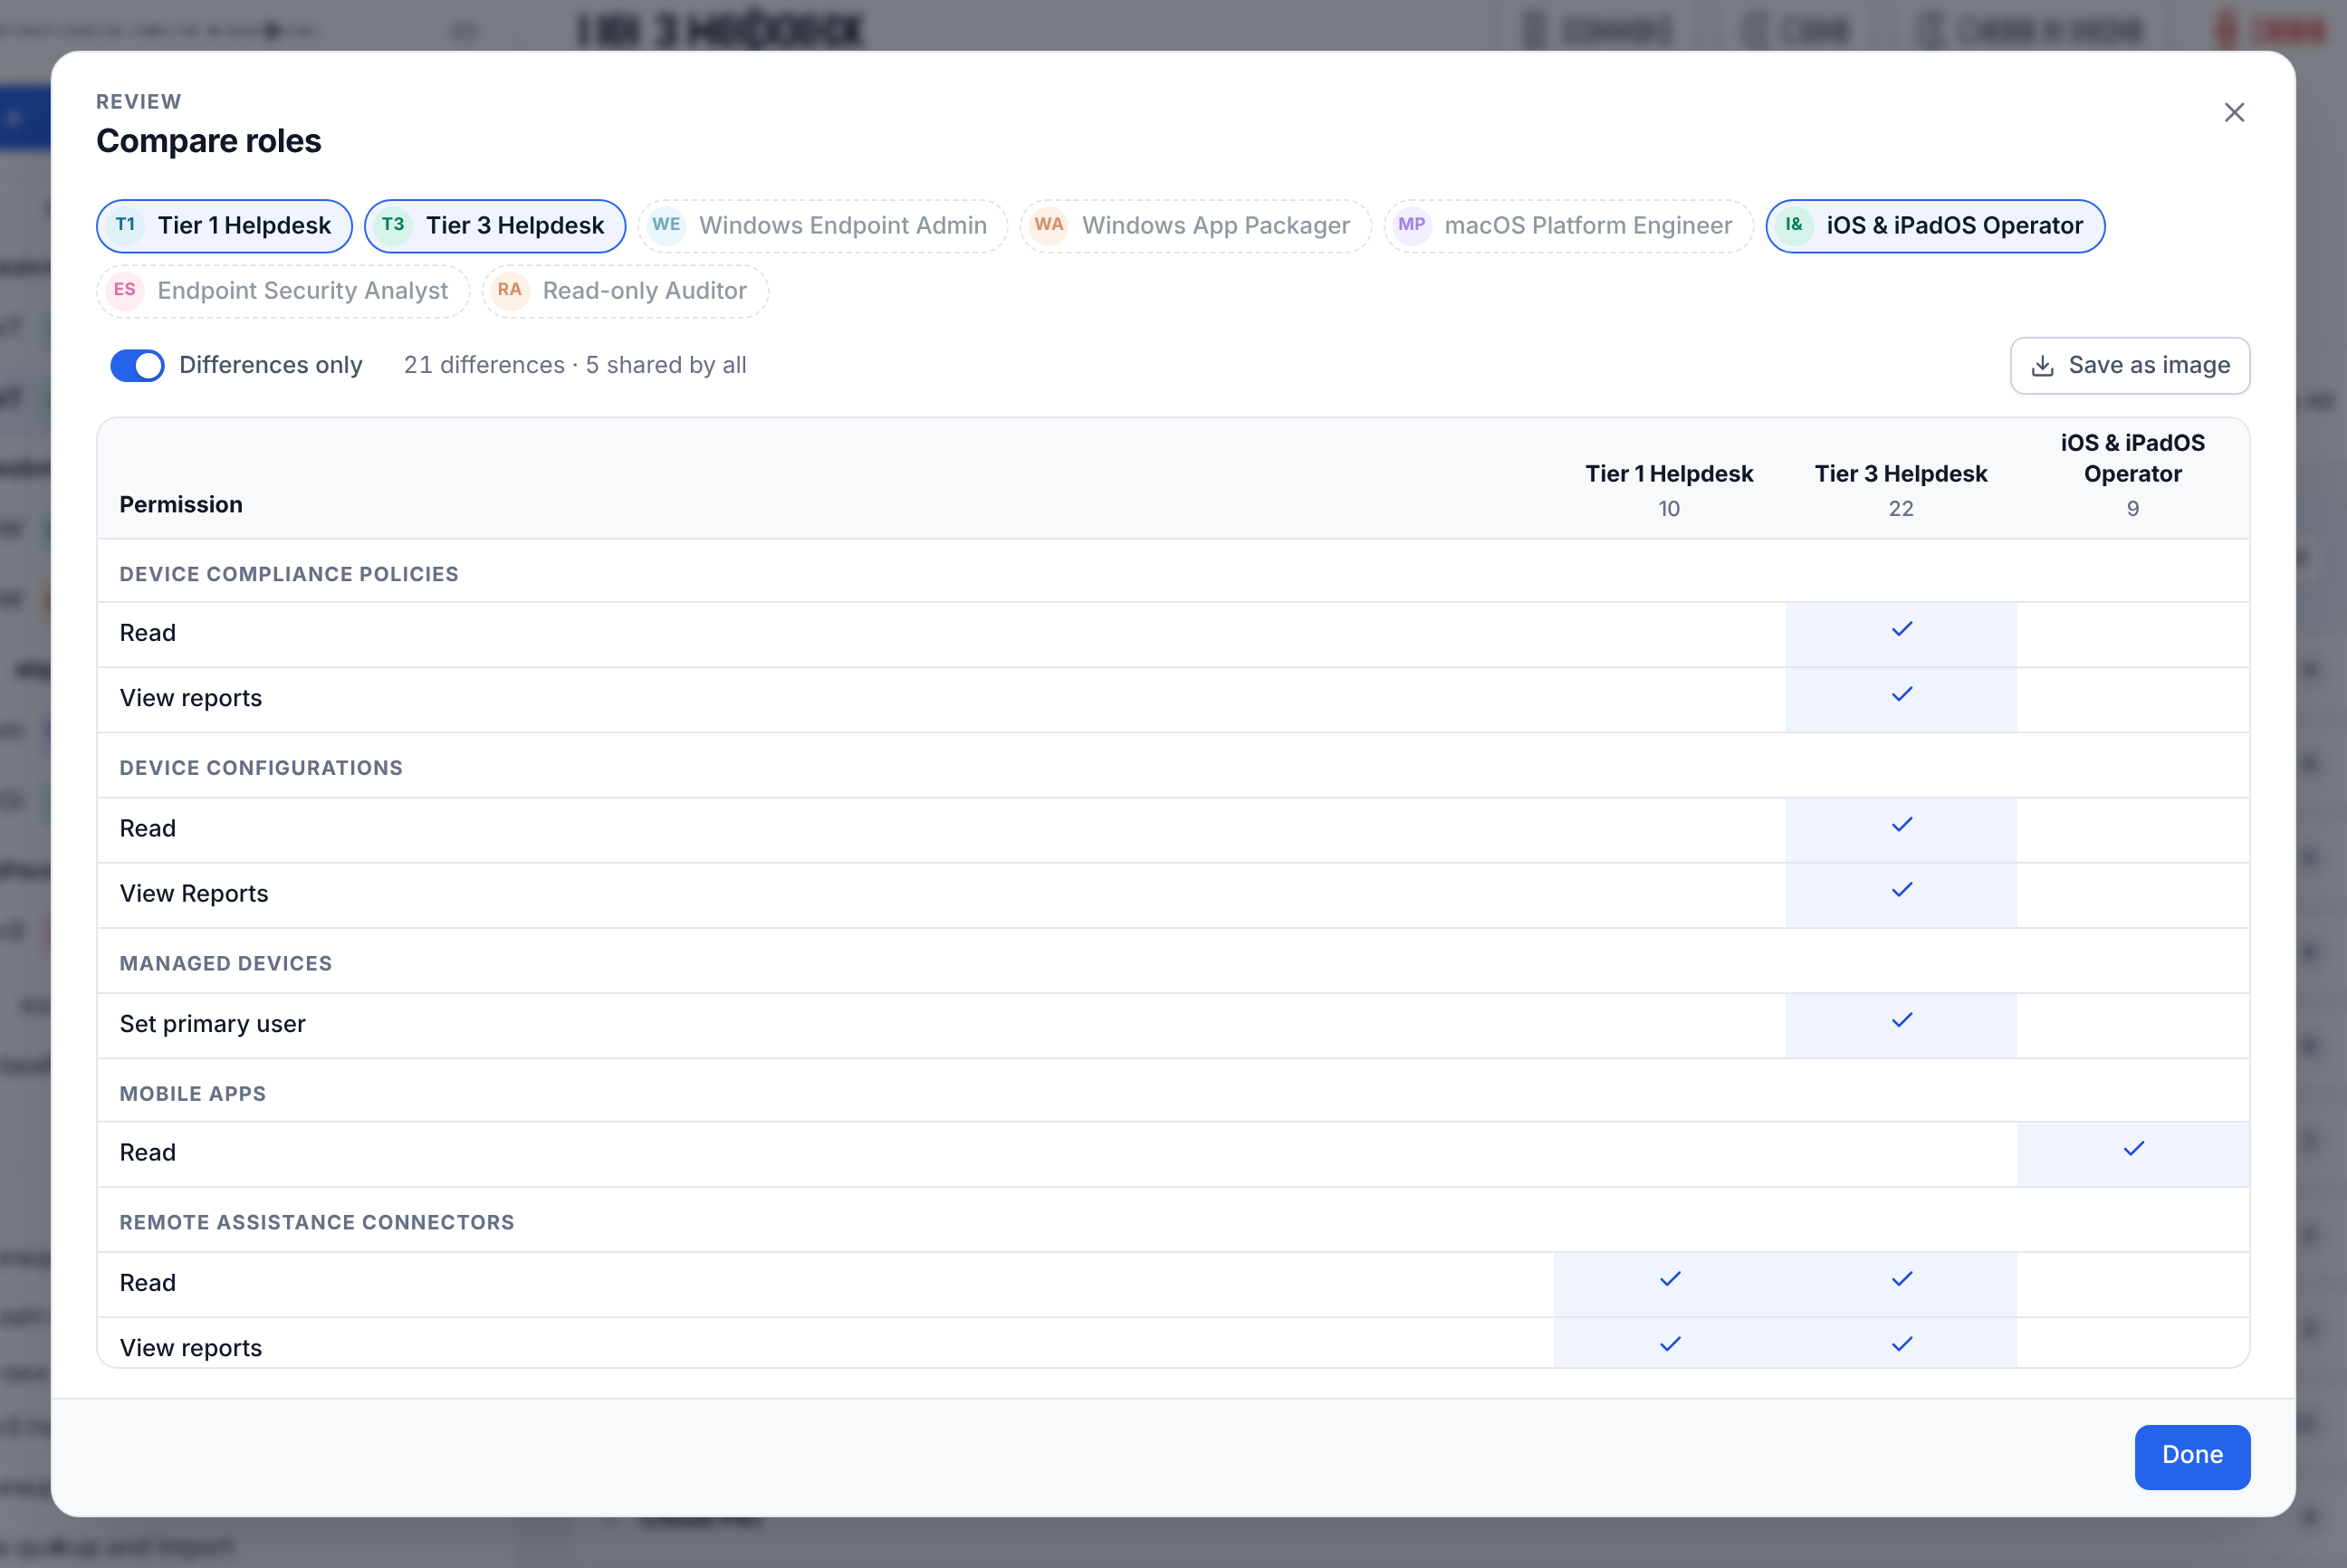 Tier 3 Helpdesk
REVIEW
Compare roles
T1 Tier 1 Helpdesk
T3 Tier 3 Helpdesk
WE Windows Endpoint Admin
WA Windows App Packager
MP macOS Platform Engineer
I& iOS & iPadOS Operator
ES Endpoint Security Analyst
RA Read-only Auditor
Differences only
21 differences · 5 shared by all
Save as image
Permission
Tier 1 Helpdesk
10
Tier 3 Helpdesk
22
iOS & iPadOS
Operator
9
DEVICE COMPLIANCE POLICIES
Read
View reports
DEVICE CONFIGURATIONS
Read
View Reports
MANAGED DEVICES
Set primary user
MOBILE APPS
Read
REMOTE ASSISTANCE CONNECTORS
Read
View reports
Done